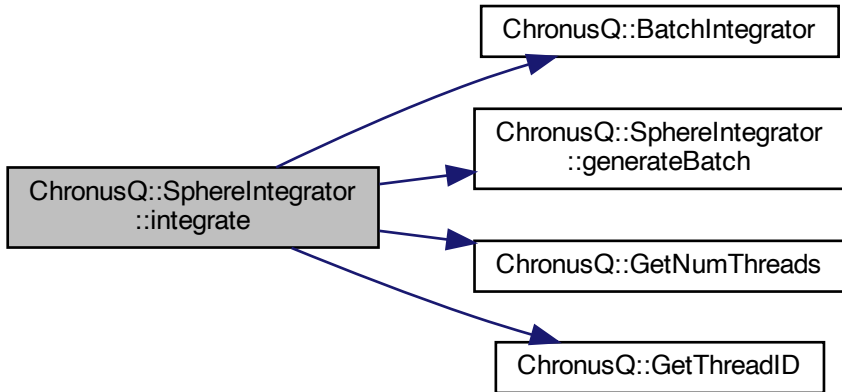 ChronusQ::BatchIntegrator
ChronusQ::SphereIntegrator
::generateBatch
ChronusQ::SphereIntegrator
::integrate
ChronusQ::GetNumThreads
ChronusQ::GetThreadID